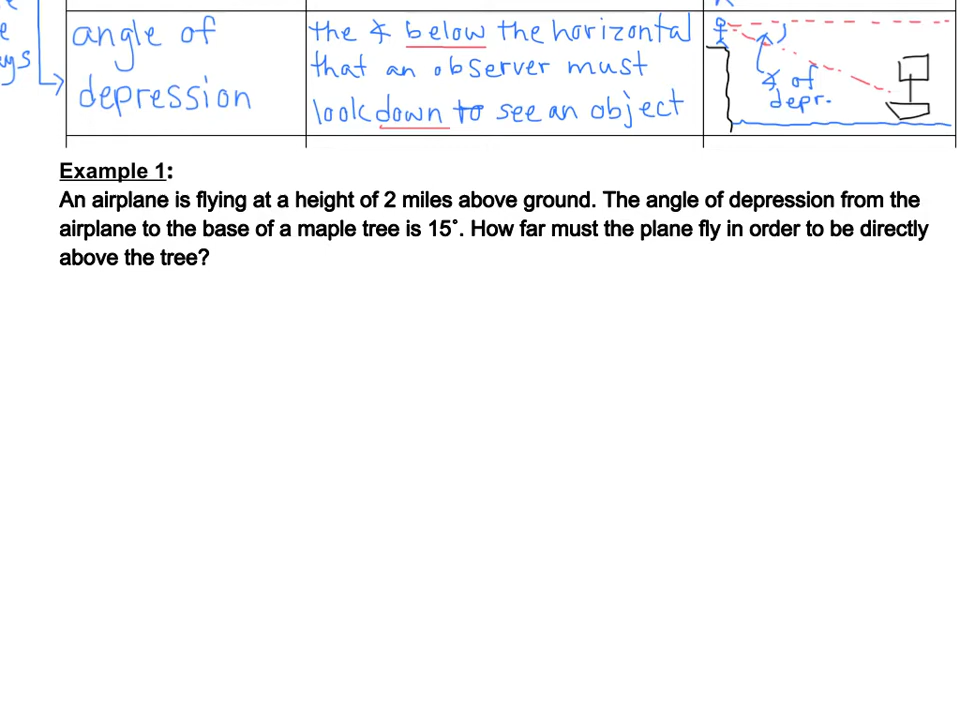 angle of
depression
the ∡ below the horizontal
that an observer must
look down to see an object
∡ of
depr.
Example 1:
An airplane is flying at a height of 2 miles above ground. The angle of depression from the
airplane to the base of a maple tree is 15°. How far must the plane fly in order to be directly
above the tree?